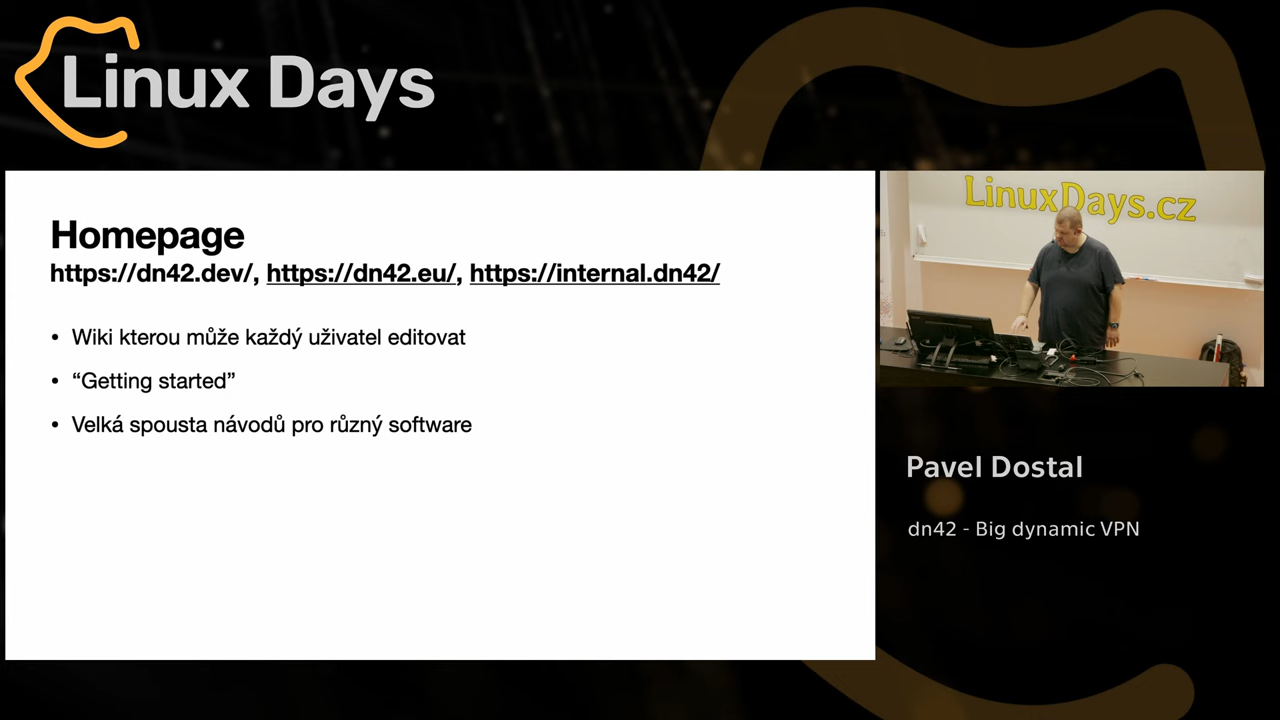 Linux Days
Homepage
https://dn42.dev/, https://dn42.eu/, https://internal.dn42/
• Wiki kterou může každý uživatel editovat
• “Getting started”
• Velká spousta návodů pro různý software
LinuxDays.cz
Pavel Dostal
dn42 - Big dynamic VPN